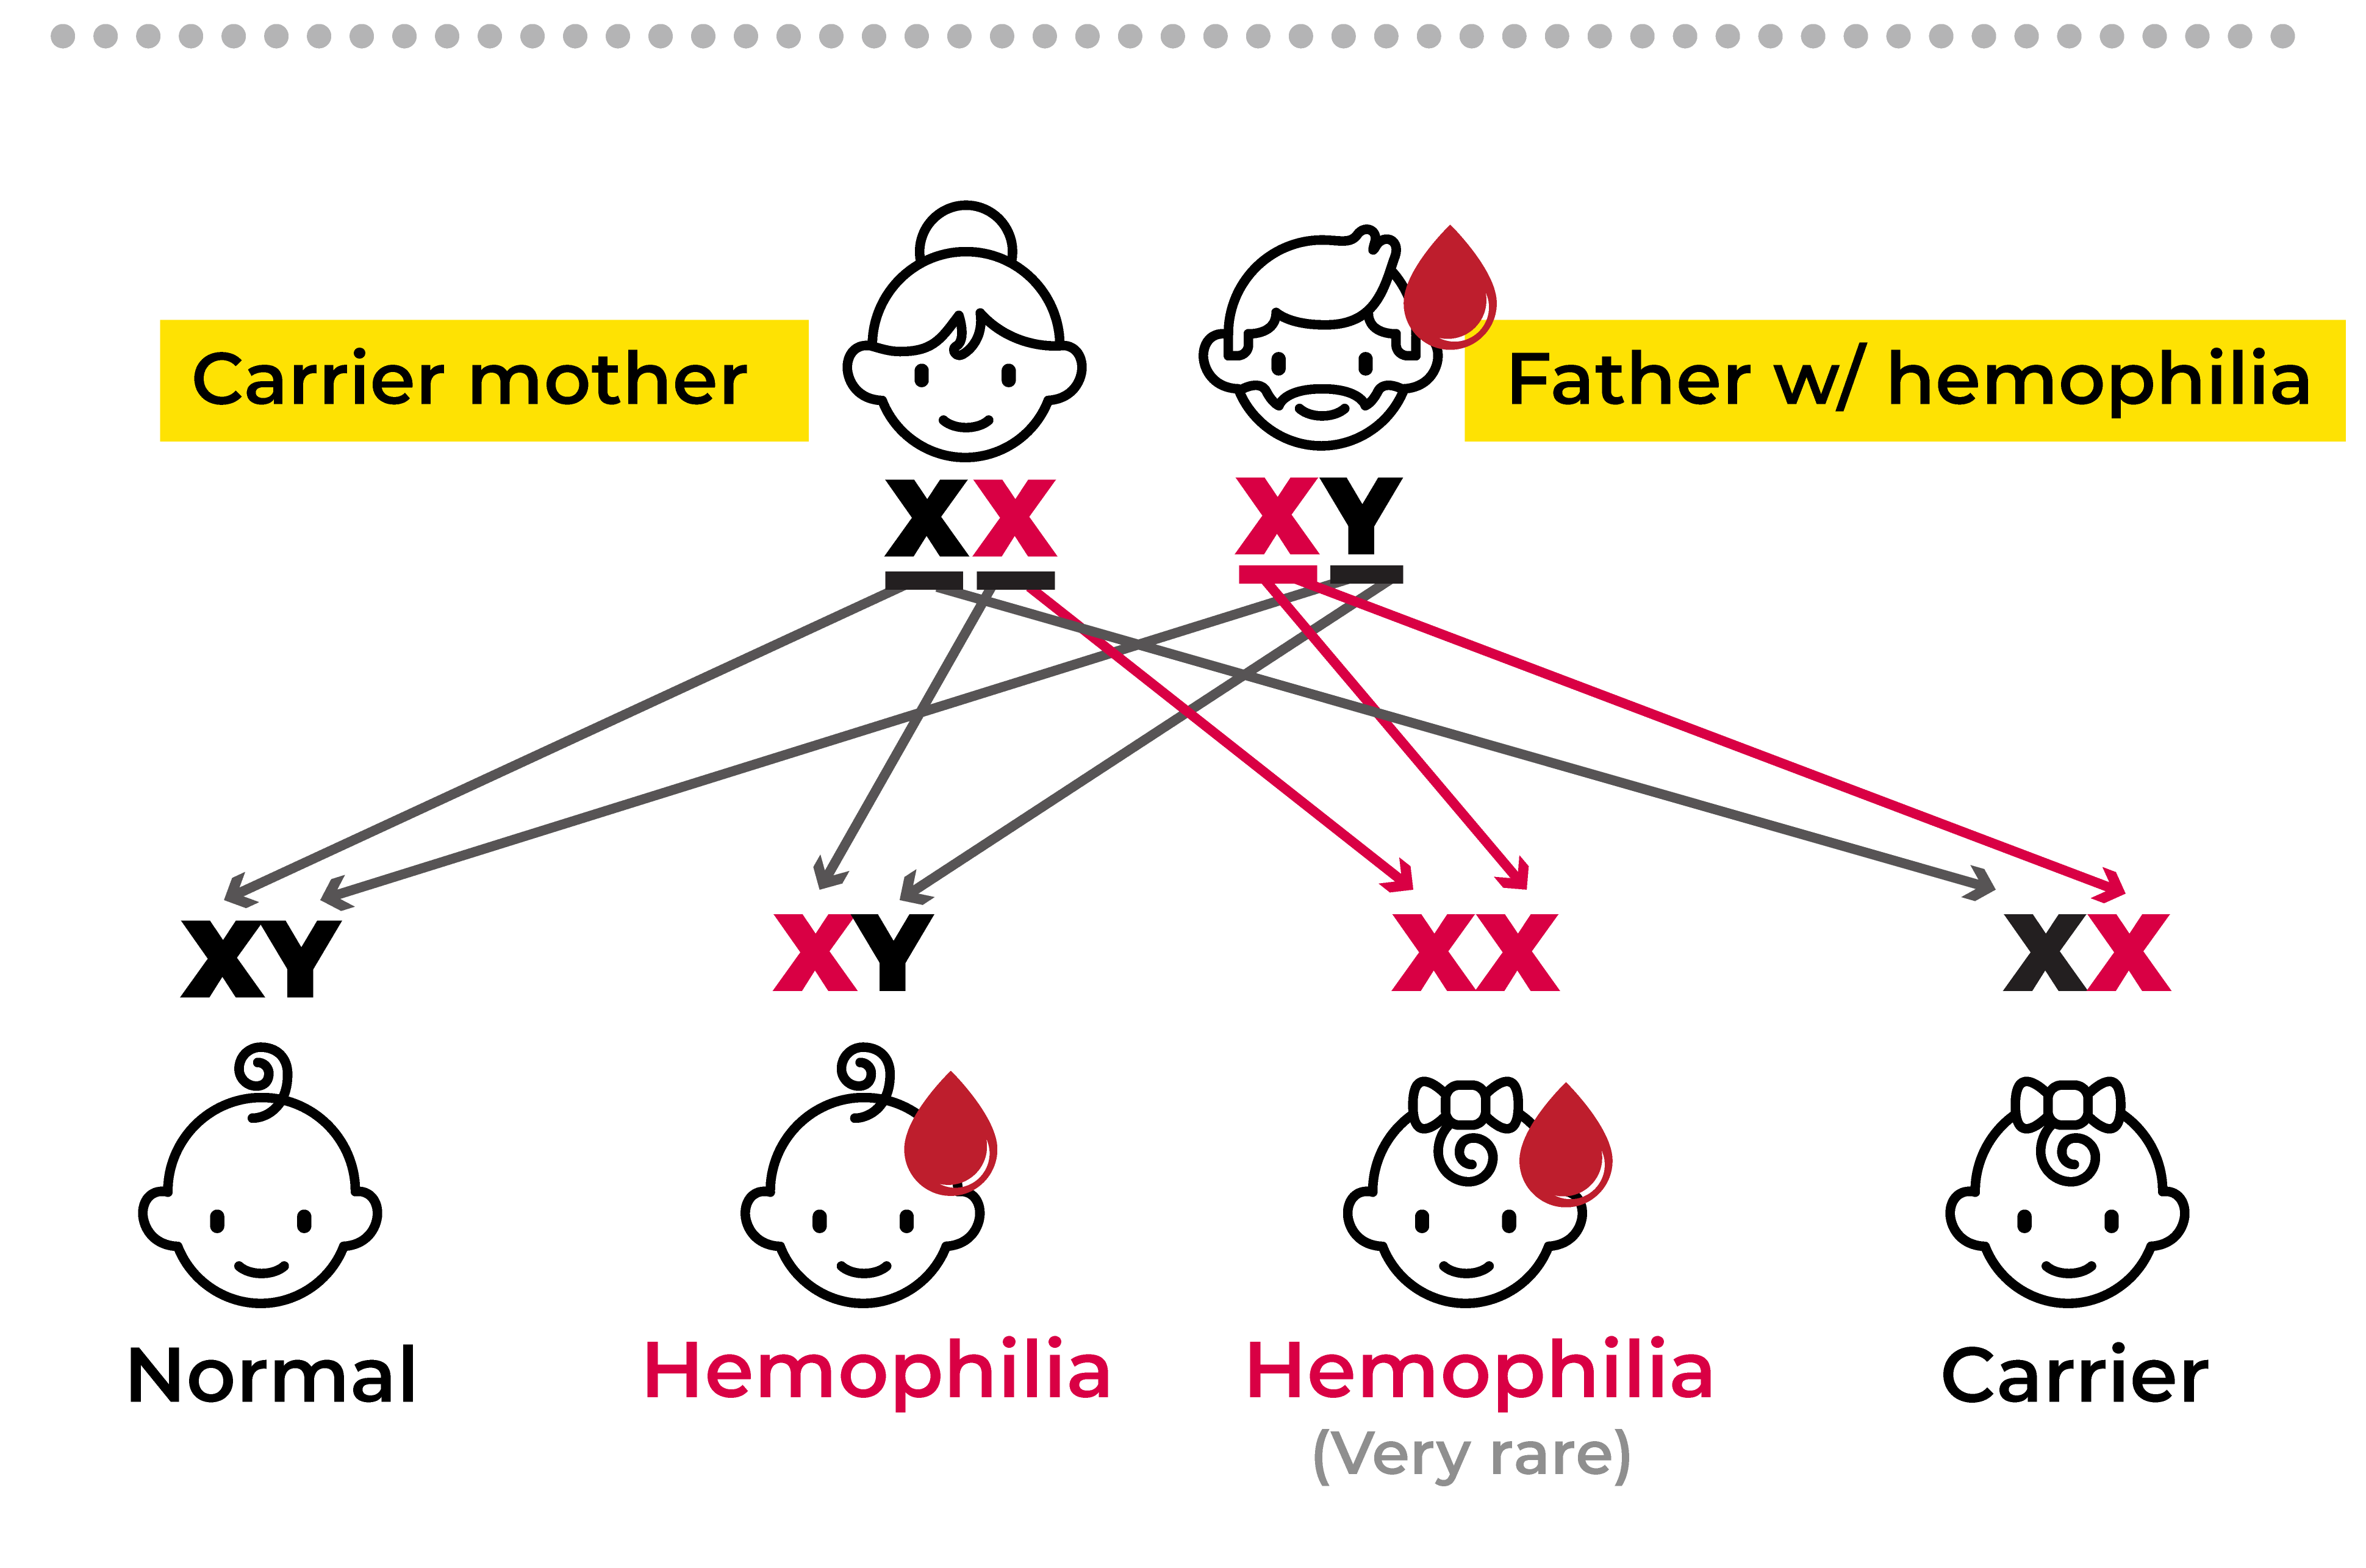 Carrier mother
Father w/ hemophilia
XX
XY
XY
XY
XX
XX
Normal
Hemophilia
Hemophilia
(Very rare)
Carrier